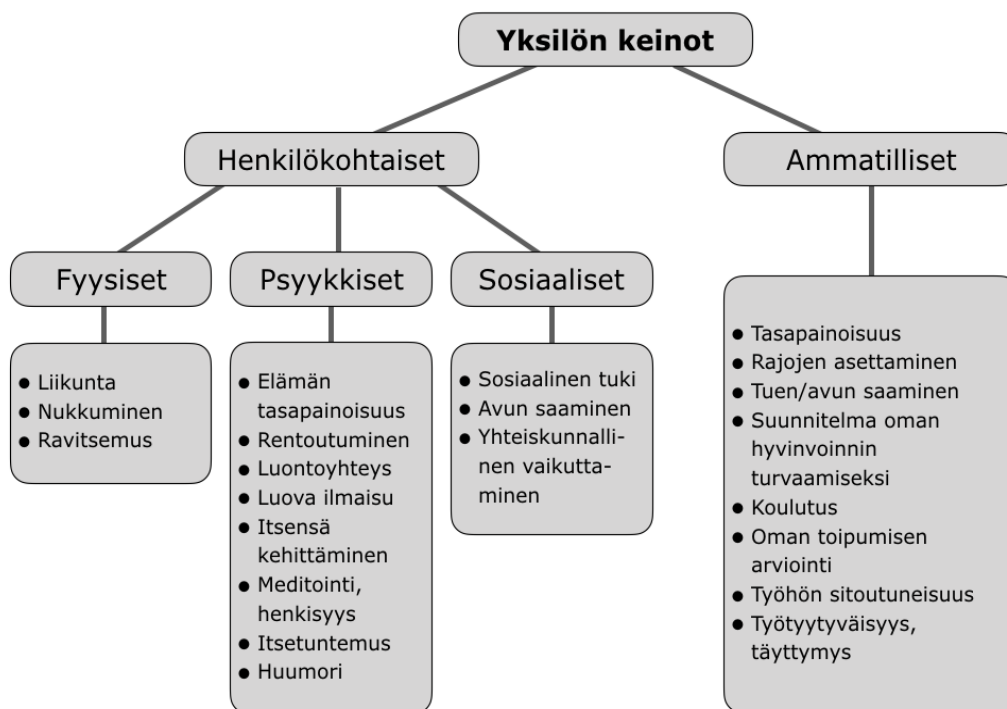 Yksilön keinot
Henkilökohtaiset
Ammatilliset
Fyysiset
Psyykkiset
Sosiaaliset
● Liikunta
● Nukkuminen
● Ravitsemus
● Elämän
tasapainoisuus
● Rentoutuminen
● Luontoyhteys
● Luova ilmaisu
● Itsensä
kehittäminen
● Meditointi,
henkisyys
● Itsetuntemus
● Huumori
● Sosiaalinen tuki
● Avun saaminen
● Yhteiskunnalli-
nen vaikutta-
minen
● Tasapainoisuus
● Rajojen asettaminen
● Tuen/avun saaminen
● Suunnitelma oman
hyvinvoinnin
turvaamiseksi
● Koulutus
● Oman toipumisen
arviointi
● Työhön sitoutuneisuus
● Työtyytyväisyys,
täyttymys